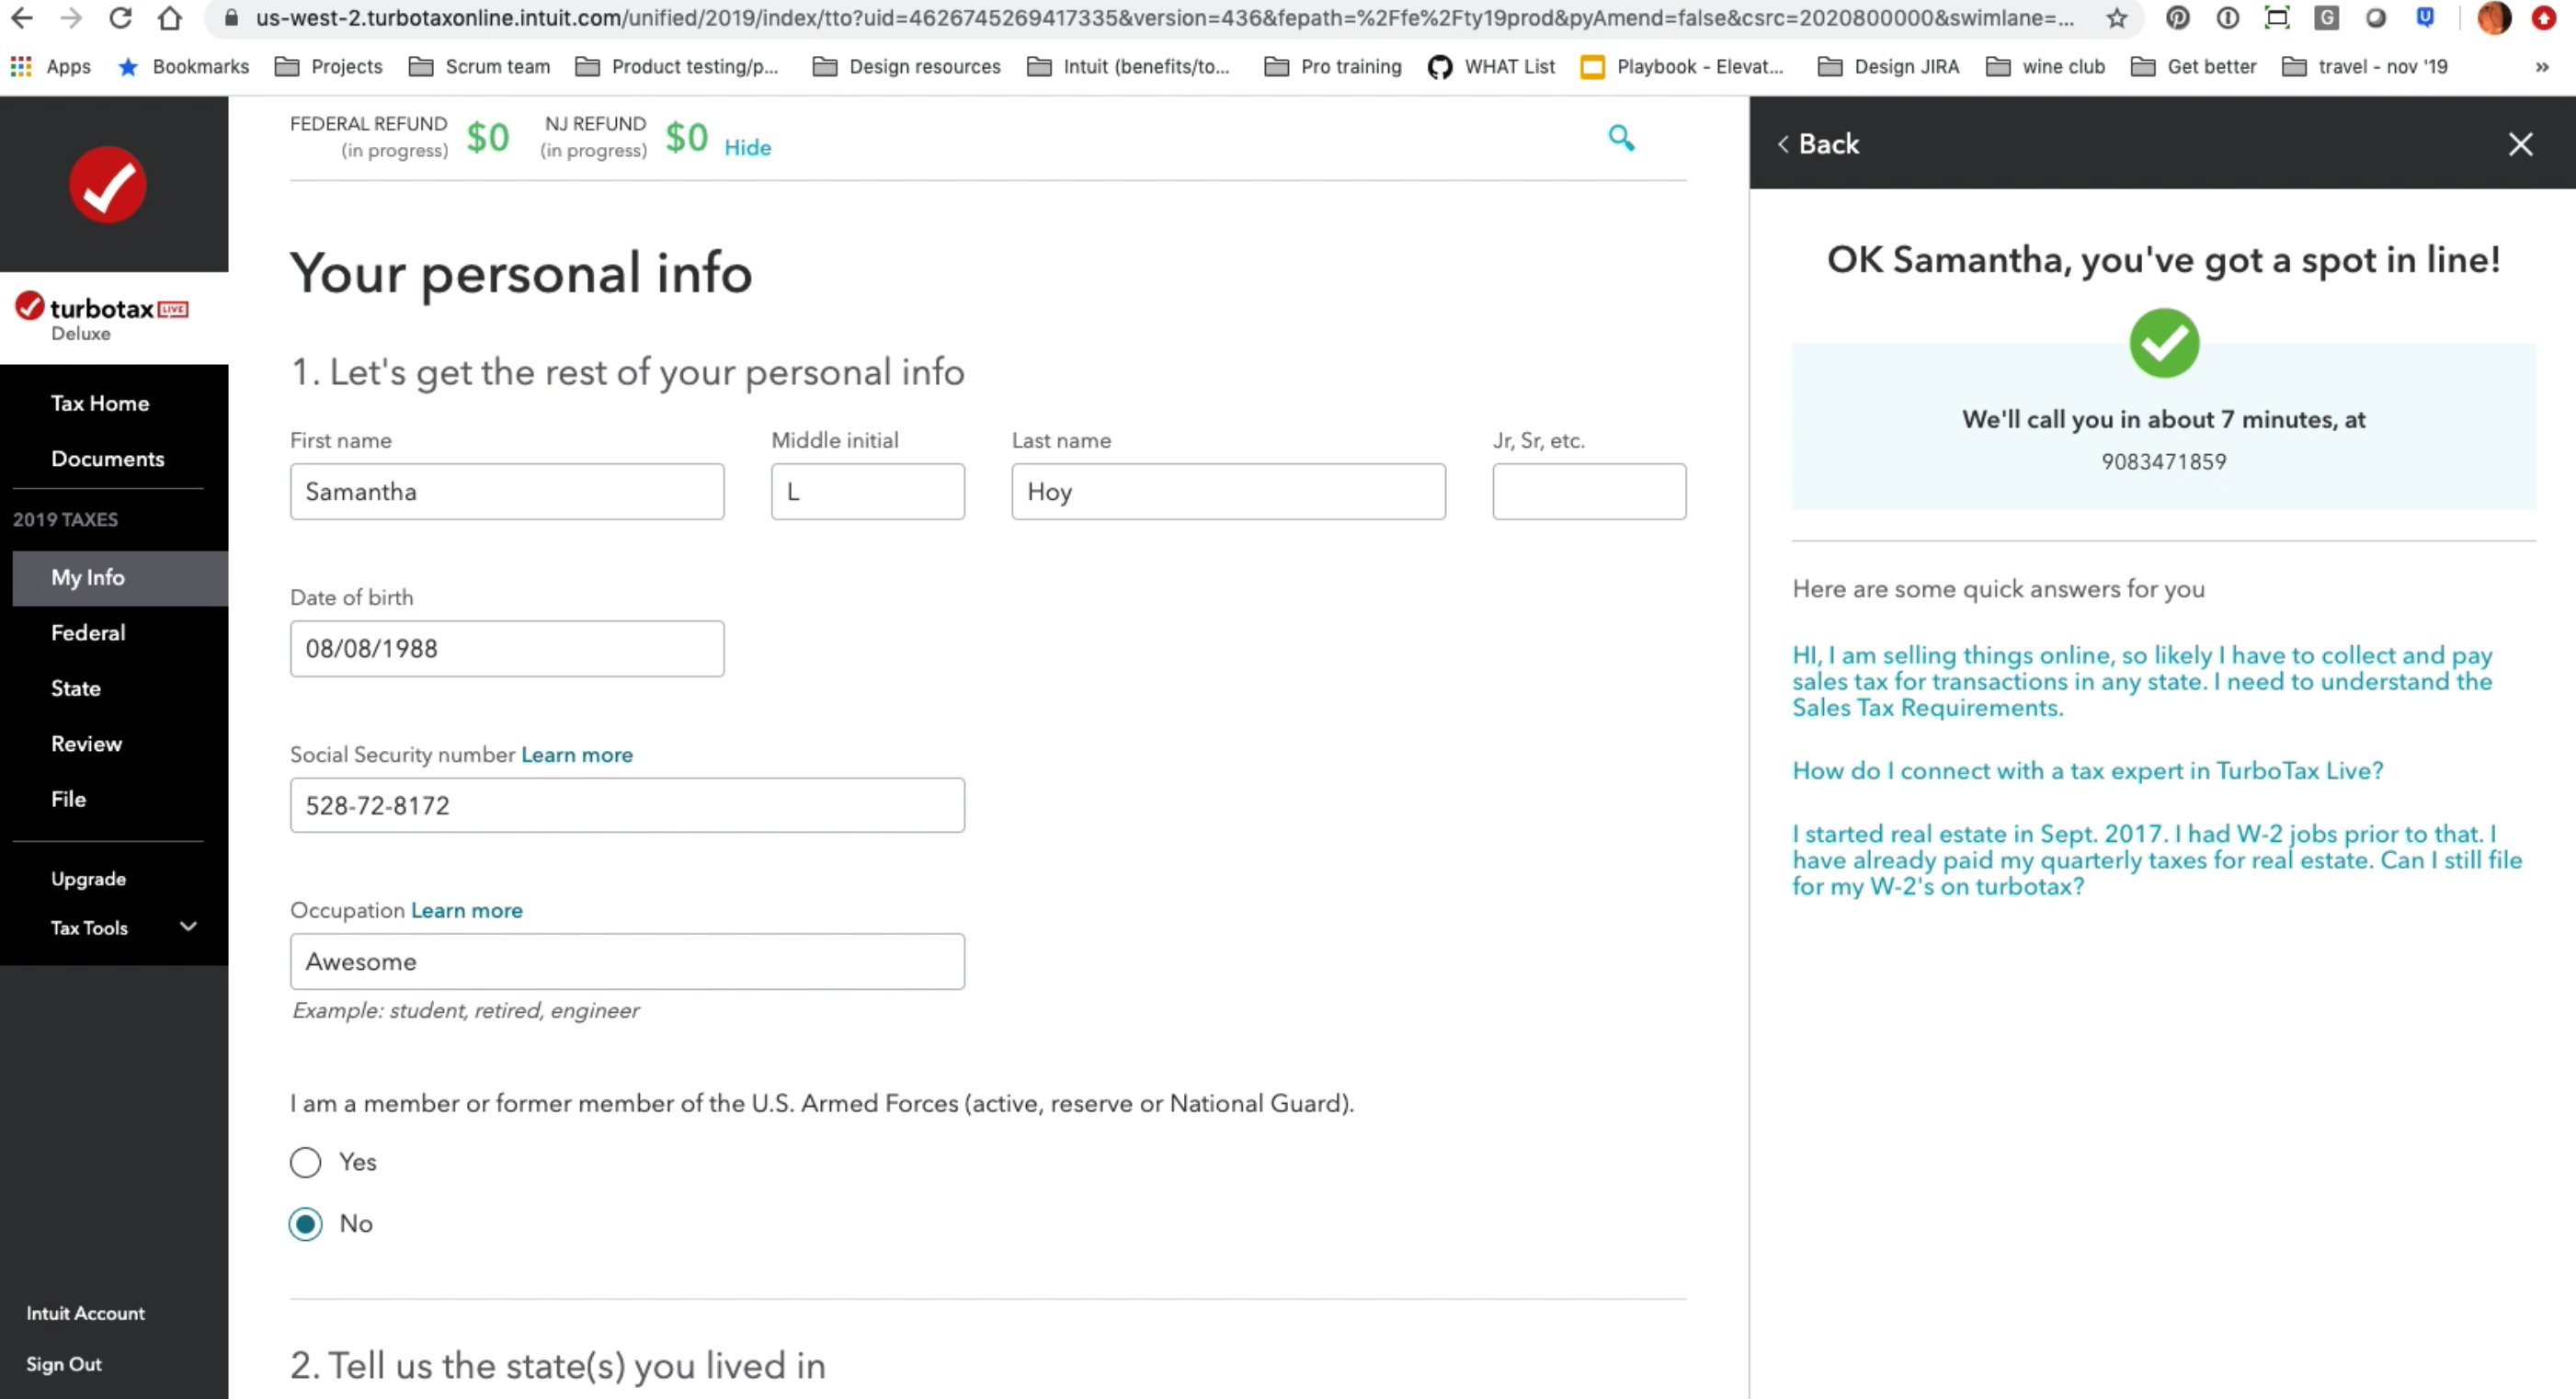 us-west-2.turbotaxonline.intuit.com/unified/2019/index/tto?uid=4626745269417335&version=436&fepath=%2Ffe%2Fty19prod&pyAmend=false&csrc=2020800000&swimlane=...
Apps Bookmarks Projects Scrum team Product testing/p... Design resources Intuit (benefits/to... Pro training WHAT List Playbook - Elevat... Design JIRA wine club Get better travel - nov '19 »
turbotax LIVE
Deluxe
Tax Home
Documents
2019 TAXES
My Info
Federal
State
Review
File
Upgrade
Tax Tools
Intuit Account
Sign Out
FEDERAL REFUND $0 NJ REFUND $0 Hide
(in progress) (in progress)
Your personal info
1. Let's get the rest of your personal info
First name Middle initial Last name Jr, Sr, etc.
Samantha L Hoy
Date of birth
08/08/1988
Social Security number Learn more
528-72-8172
Occupation Learn more
Awesome
Example: student, retired, engineer
I am a member or former member of the U.S. Armed Forces (active, reserve or National Guard).
Yes
No
2. Tell us the state(s) you lived in
< Back
OK Samantha, you've got a spot in line!
We'll call you in about 7 minutes, at
9083471859
Here are some quick answers for you
HI, I am selling things online, so likely I have to collect and pay
sales tax for transactions in any state. I need to understand the
Sales Tax Requirements.
How do I connect with a tax expert in TurboTax Live?
I started real estate in Sept. 2017. I had W-2 jobs prior to that. I
have already paid my quarterly taxes for real estate. Can I still file
for my W-2's on turbotax?